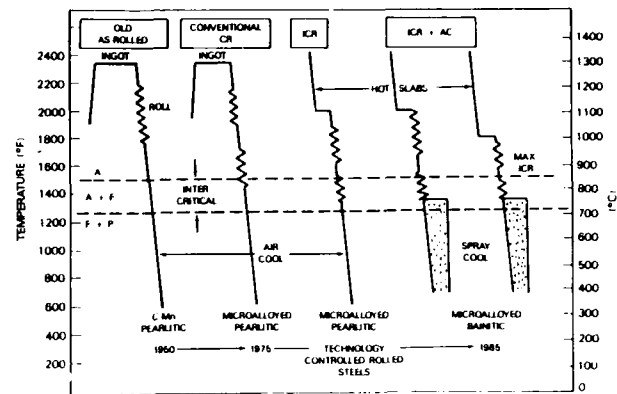 OLD AS ROLLED
CONVENTIONAL CR
ICR
ICR + AC
INGOT
INGOT
ROLL
HOT SLABS
MAX ICR
A
A + F
F + P
INTER CRITICAL
AIR COOL
SPRAY COOL
C Mn PEARLITIC
MICROALLOYED PEARLITIC
MICROALLOYED PEARLITIC
MICROALLOYED BAINITIC
1950
1975
TECHNOLOGY CONTROLLED ROLLED STEELS
1985
TEMPERATURE (°F)
2400
2200
2000
1800
1600
1400
1200
1000
800
600
400
200
(°C)
1400
1300
1200
1100
1000
900
800
700
600
500
400
300
200
100
0